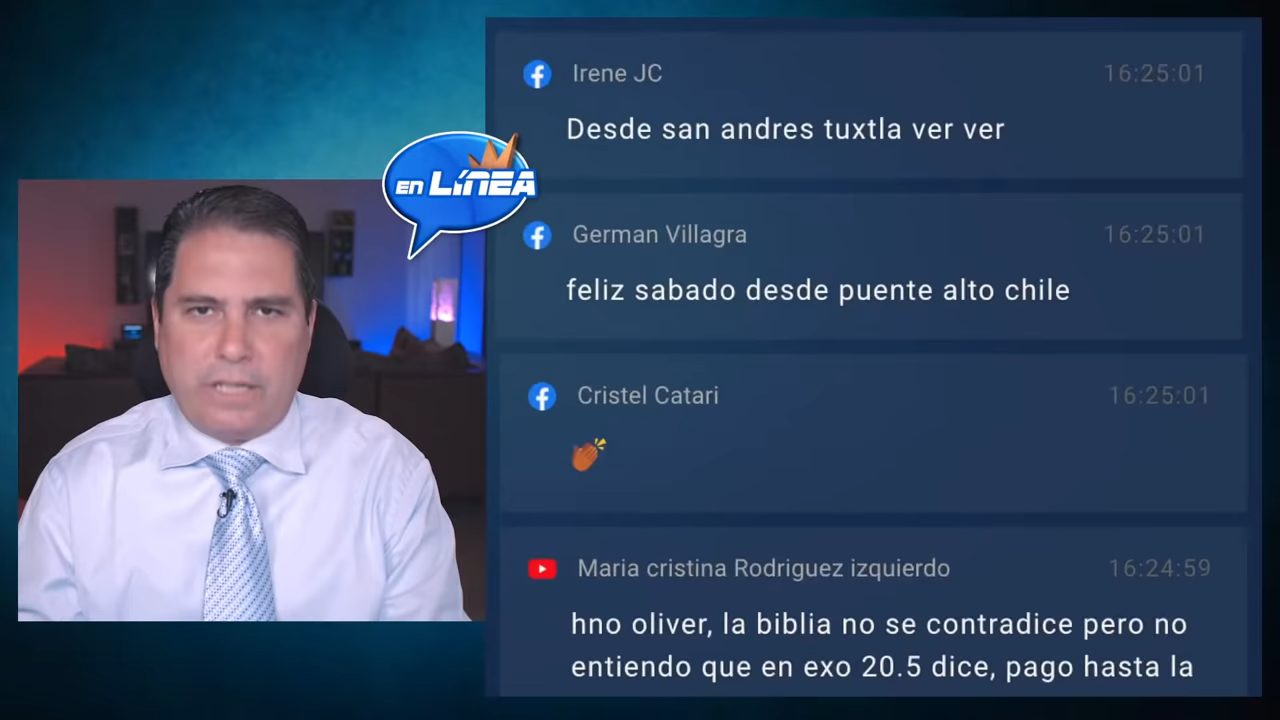 en LÍNEA
Irene JC 16:25:01
Desde san andres tuxtla ver ver
German Villagra 16:25:01
feliz sabado desde puente alto chile
Cristel Catari 16:25:01
Maria cristina Rodriguez izquierdo 16:24:59
hno oliver, la biblia no se contradice pero no
entiendo que en exo 20.5 dice, pago hasta la